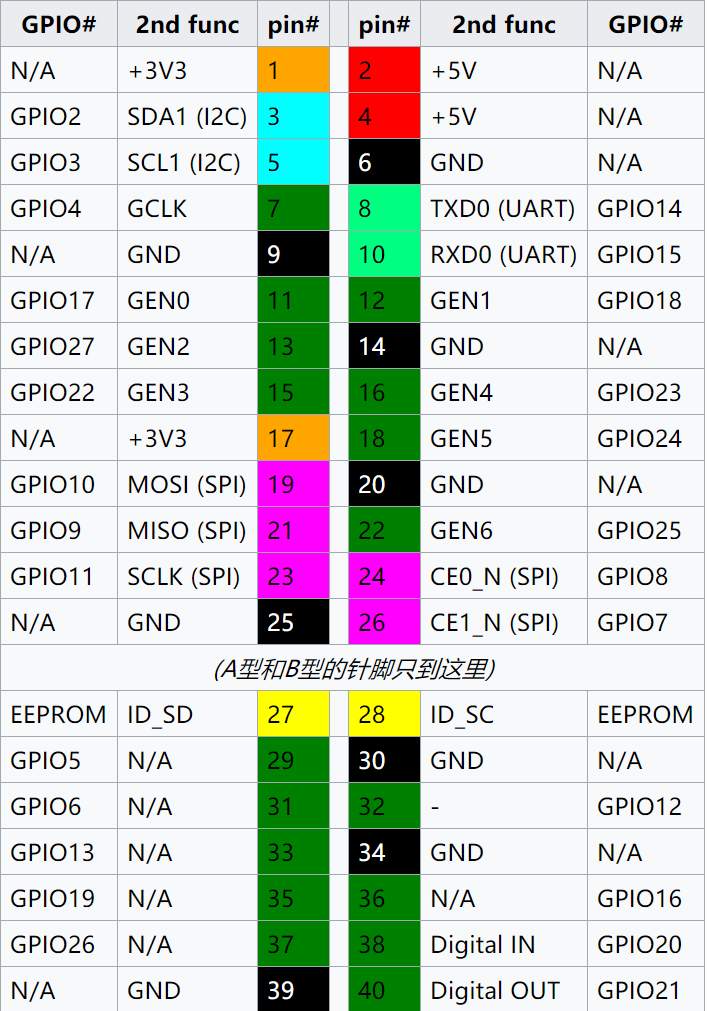 GPIO# 2nd func pin# pin# 2nd func GPIO#
N/A +3V3 1 2 +5V N/A
GPIO2 SDA1 (I2C) 3 4 +5V N/A
GPIO3 SCL1 (I2C) 5 6 GND N/A
GPIO4 GCLK 7 8 TXD0 (UART) GPIO14
N/A GND 9 10 RXD0 (UART) GPIO15
GPIO17 GEN0 11 12 GEN1 GPIO18
GPIO27 GEN2 13 14 GND N/A
GPIO22 GEN3 15 16 GEN4 GPIO23
N/A +3V3 17 18 GEN5 GPIO24
GPIO10 MOSI (SPI) 19 20 GND N/A
GPIO9 MISO (SPI) 21 22 GEN6 GPIO25
GPIO11 SCLK (SPI) 23 24 CE0_N (SPI) GPIO8
N/A GND 25 26 CE1_N (SPI) GPIO7
(A型和B型的针脚只到这里)
EEPROM ID_SD 27 28 ID_SC EEPROM
GPIO5 N/A 29 30 GND N/A
GPIO6 N/A 31 32 - GPIO12
GPIO13 N/A 33 34 GND N/A
GPIO19 N/A 35 36 N/A GPIO16
GPIO26 N/A 37 38 Digital IN GPIO20
N/A GND 39 40 Digital OUT GPIO21